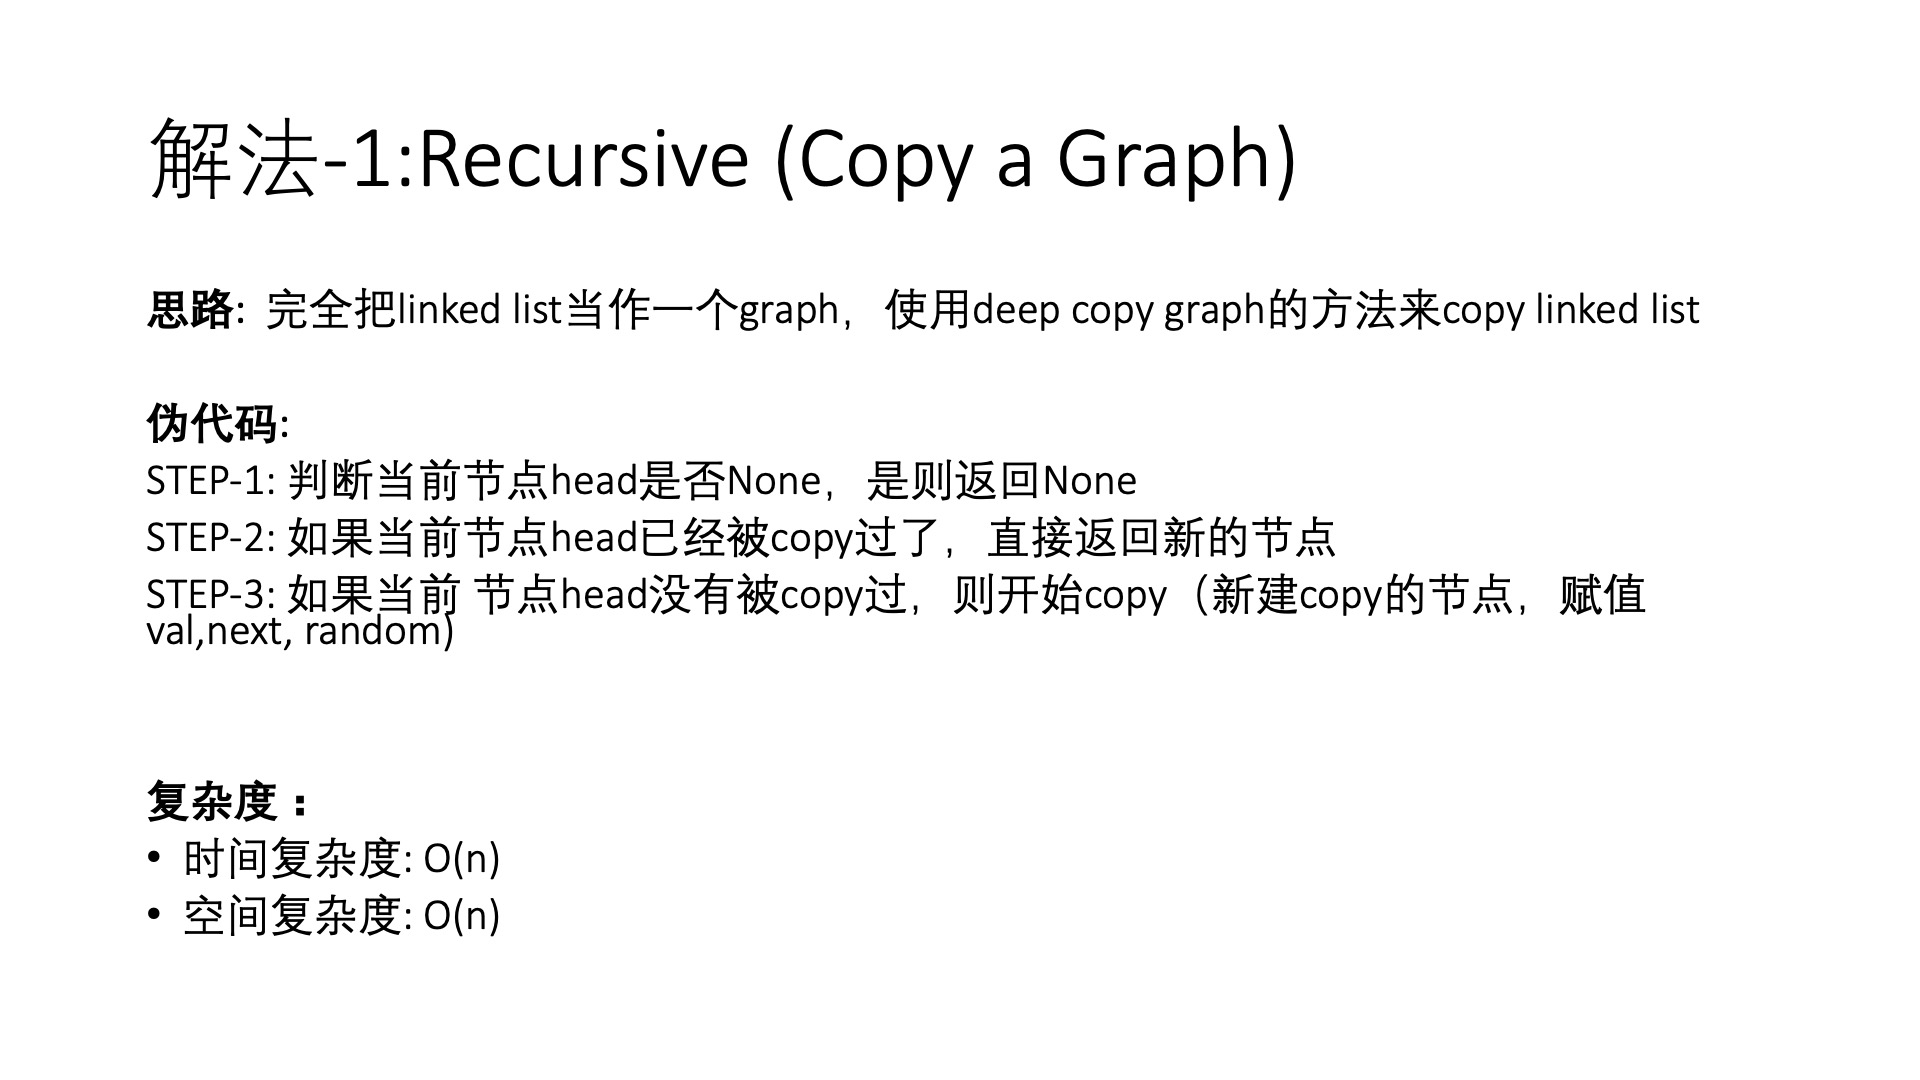 解法-1:Recursive (Copy a Graph)
思路: 完全把linked list当作一个graph，使用deep copy graph的方法来copy linked list
伪代码:
STEP-1: 判断当前节点head是否None，是则返回None
STEP-2: 如果当前节点head已经被copy过了，直接返回新的节点
STEP-3: 如果当前 节点head没有被copy过，则开始copy（新建copy的节点，赋值
val,next, random)
复杂度：
• 时间复杂度: O(n)
• 空间复杂度: O(n)